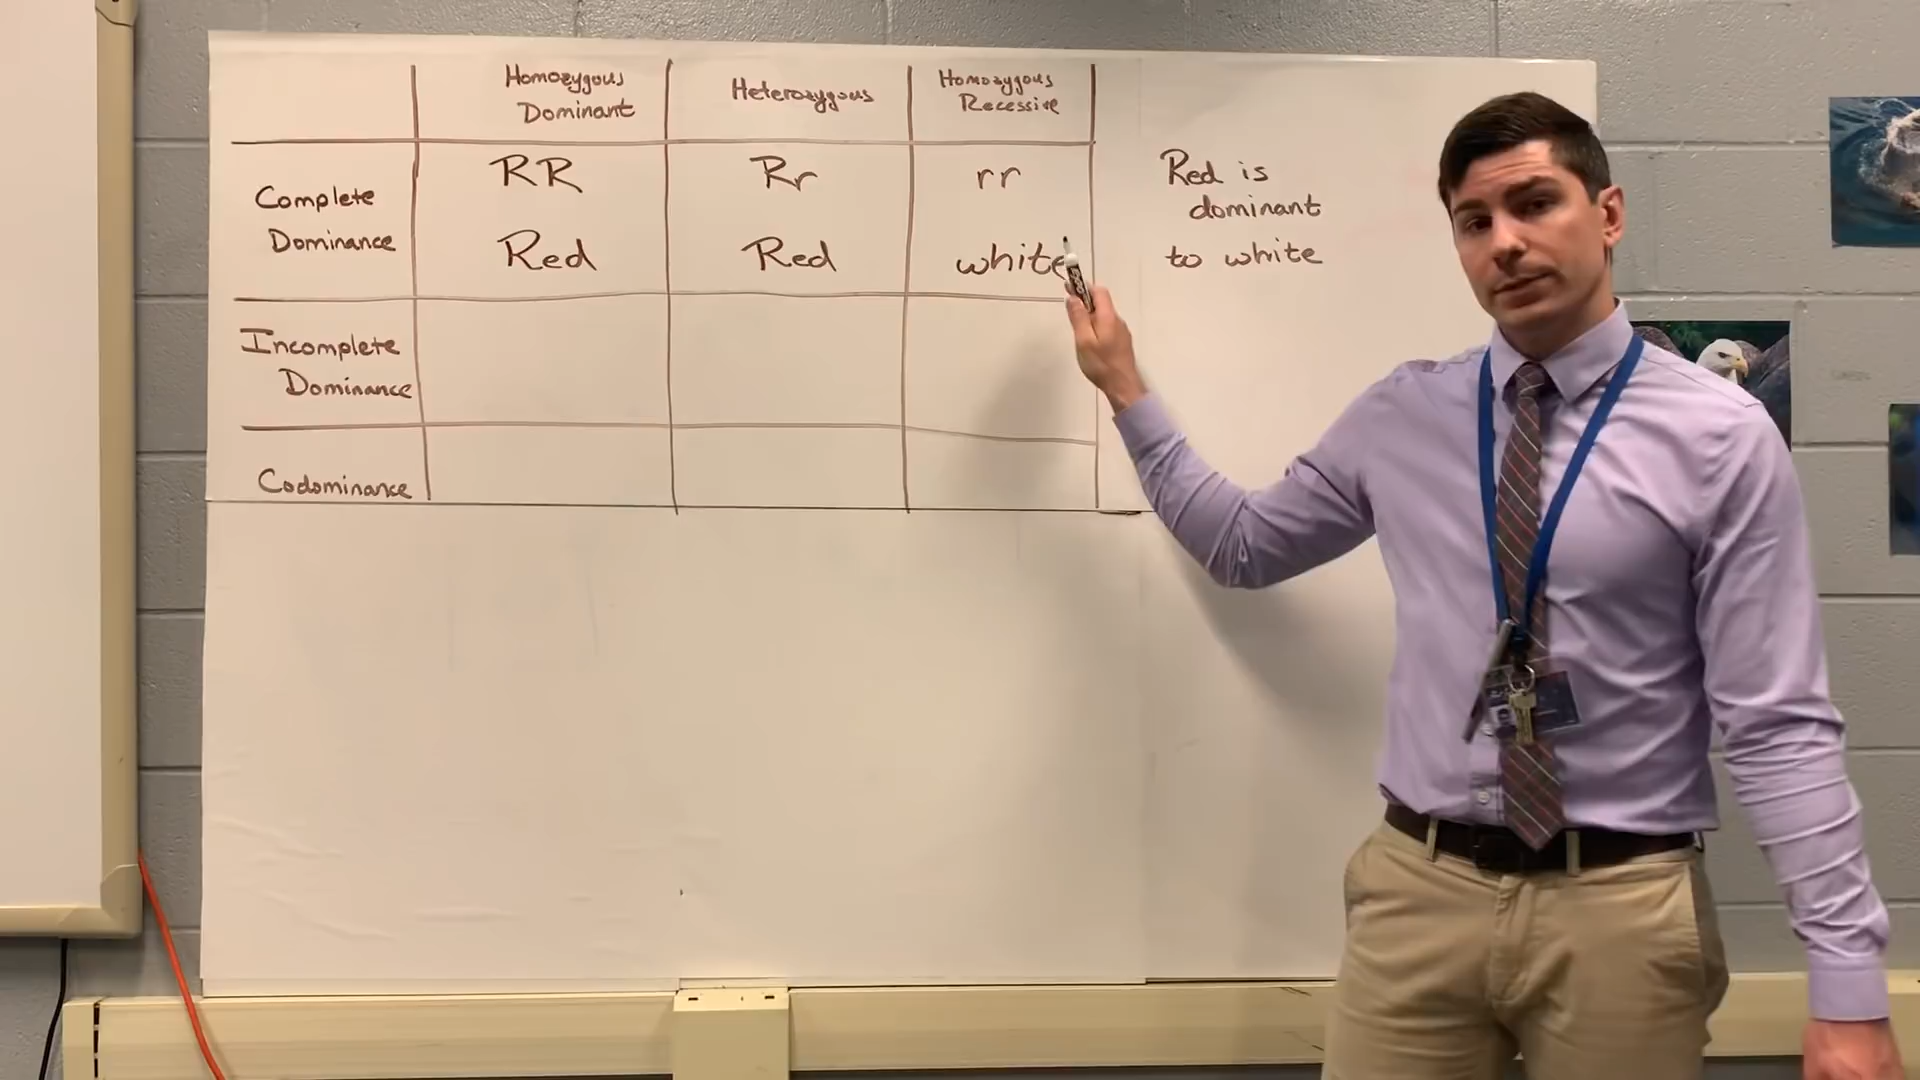 Homozygous
Dominant
Heterozygous
Homozygous
Recessive
Complete
Dominance
RR
Rr
rr
Red
Red
white
Red is
dominant
to white
Incomplete
Dominance
Codominance